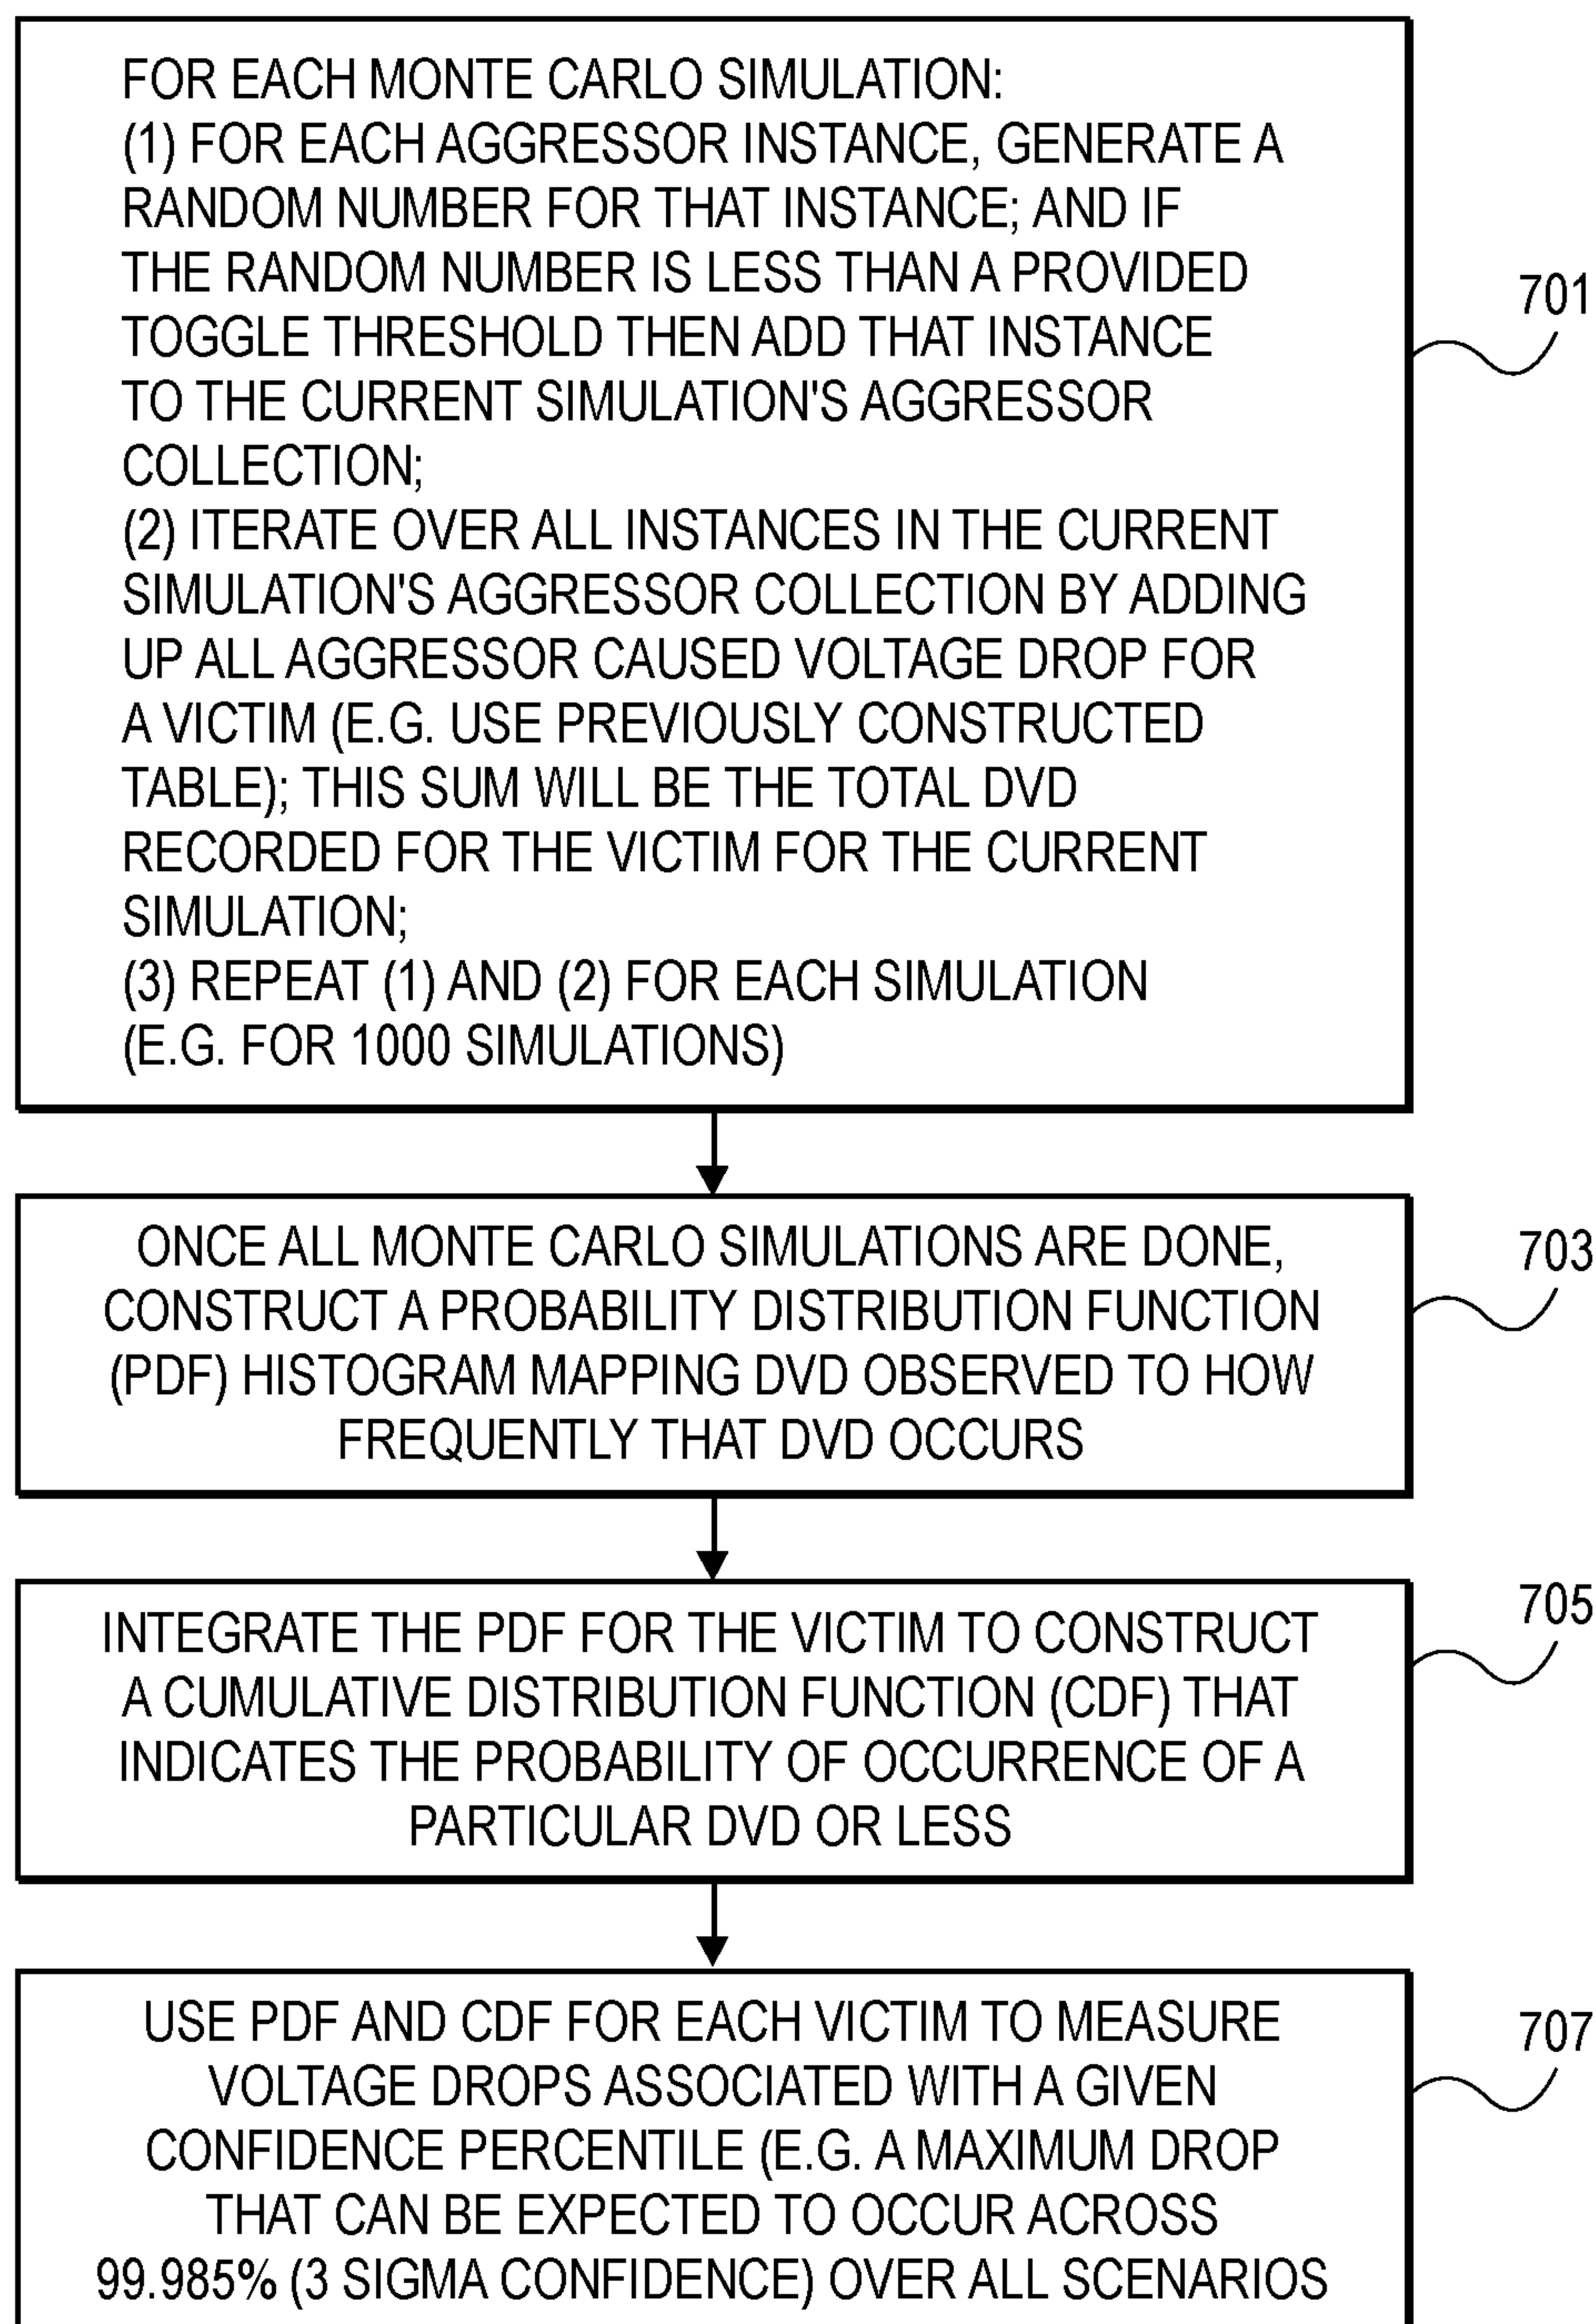 FOR EACH MONTE CARLO SIMULATION:
(1) FOR EACH AGGRESSOR INSTANCE, GENERATE A
RANDOM NUMBER FOR THAT INSTANCE; AND IF
THE RANDOM NUMBER IS LESS THAN A PROVIDED
TOGGLE THRESHOLD THEN ADD THAT INSTANCE
TO THE CURRENT SIMULATION'S AGGRESSOR
COLLECTION;
(2) ITERATE OVER ALL INSTANCES IN THE CURRENT
SIMULATION'S AGGRESSOR COLLECTION BY ADDING
UP ALL AGGRESSOR CAUSED VOLTAGE DROP FOR
A VICTIM (E.G. USE PREVIOUSLY CONSTRUCTED
TABLE); THIS SUM WILL BE THE TOTAL DVD
RECORDED FOR THE VICTIM FOR THE CURRENT
SIMULATION;
(3) REPEAT (1) AND (2) FOR EACH SIMULATION
(E.G. FOR 1000 SIMULATIONS)
701
ONCE ALL MONTE CARLO SIMULATIONS ARE DONE,
CONSTRUCT A PROBABILITY DISTRIBUTION FUNCTION
(PDF) HISTOGRAM MAPPING DVD OBSERVED TO HOW
FREQUENTLY THAT DVD OCCURS
703
INTEGRATE THE PDF FOR THE VICTIM TO CONSTRUCT
A CUMULATIVE DISTRIBUTION FUNCTION (CDF) THAT
INDICATES THE PROBABILITY OF OCCURRENCE OF A
PARTICULAR DVD OR LESS
705
USE PDF AND CDF FOR EACH VICTIM TO MEASURE
VOLTAGE DROPS ASSOCIATED WITH A GIVEN
CONFIDENCE PERCENTILE (E.G. A MAXIMUM DROP
THAT CAN BE EXPECTED TO OCCUR ACROSS
99.985% (3 SIGMA CONFIDENCE) OVER ALL SCENARIOS
707